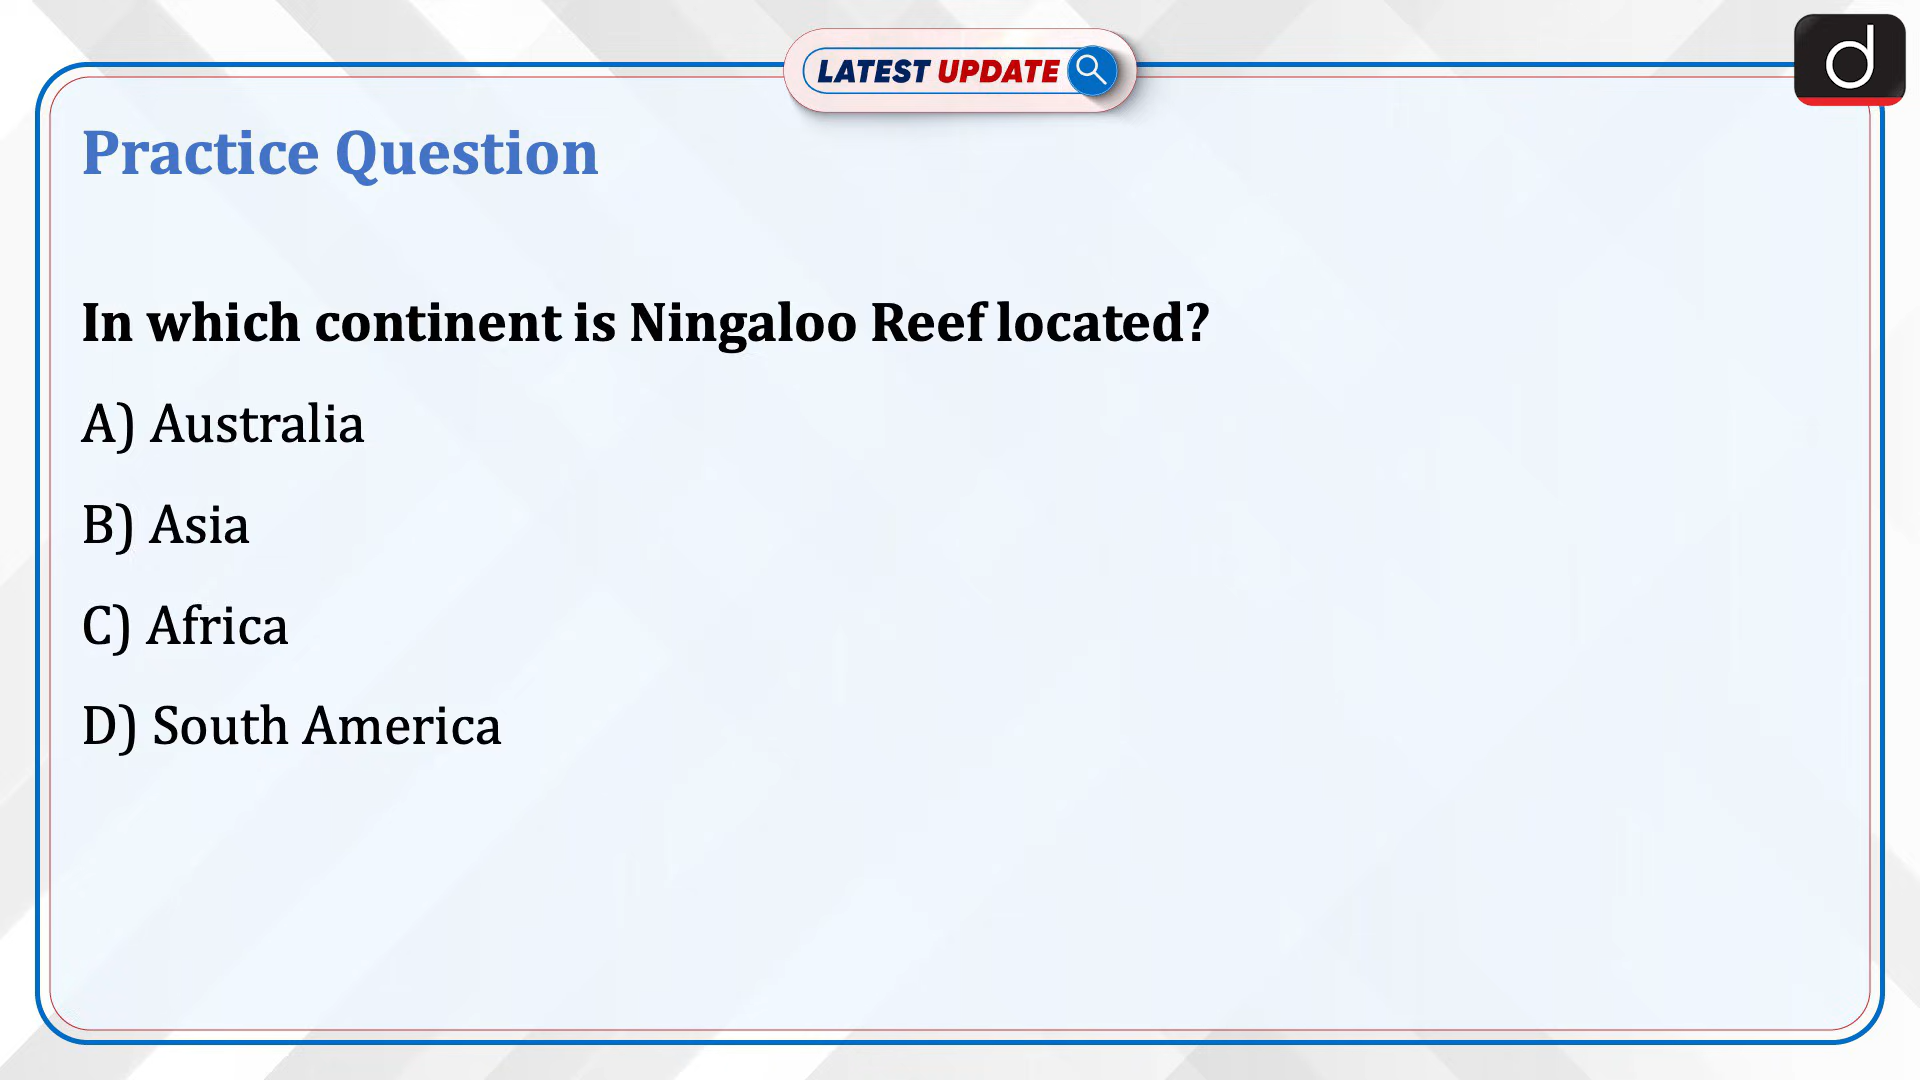 LATEST UPDATE
d
Practice Question
In which continent is Ningaloo Reef located?
A) Australia
B) Asia
C) Africa
D) South America